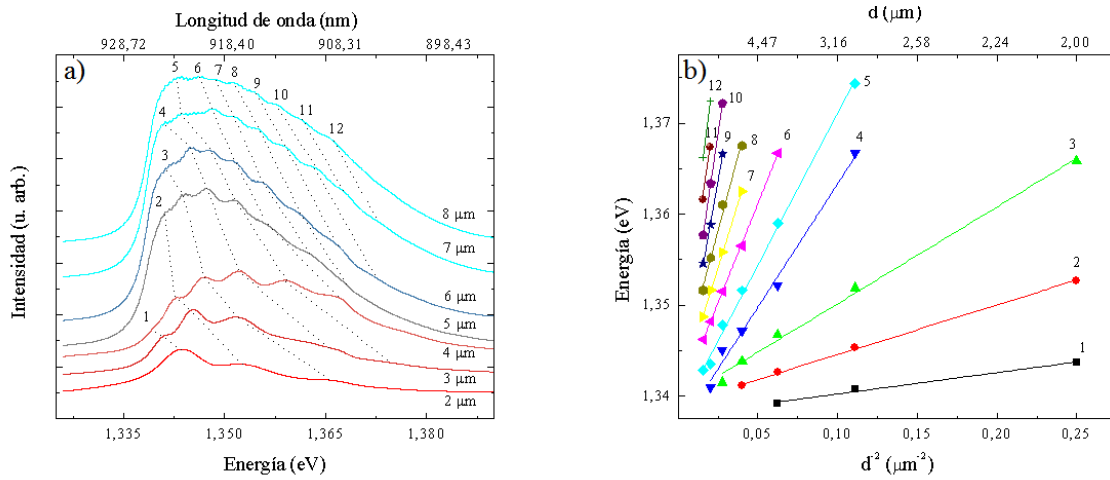 Longitud de onda (nm)
928,72 918,40 908,31 898,43
a)
5 6 7 8 9 10 11 12
4
3
2
1
8 µm
7 µm
6 µm
5 µm
4 µm
3 µm
2 µm
Intensidad (u. arb.)
1,335 1,350 1,365 1,380
Energía (eV)
d (µm)
4,47 3,16 2,58 2,24 2,00
b)
12
10
11
9
8
7
6
5
4
3
2
1
1,37
1,36
1,35
1,34
Energía (eV)
0,05 0,10 0,15 0,20 0,25
d⁻² (µm⁻²)